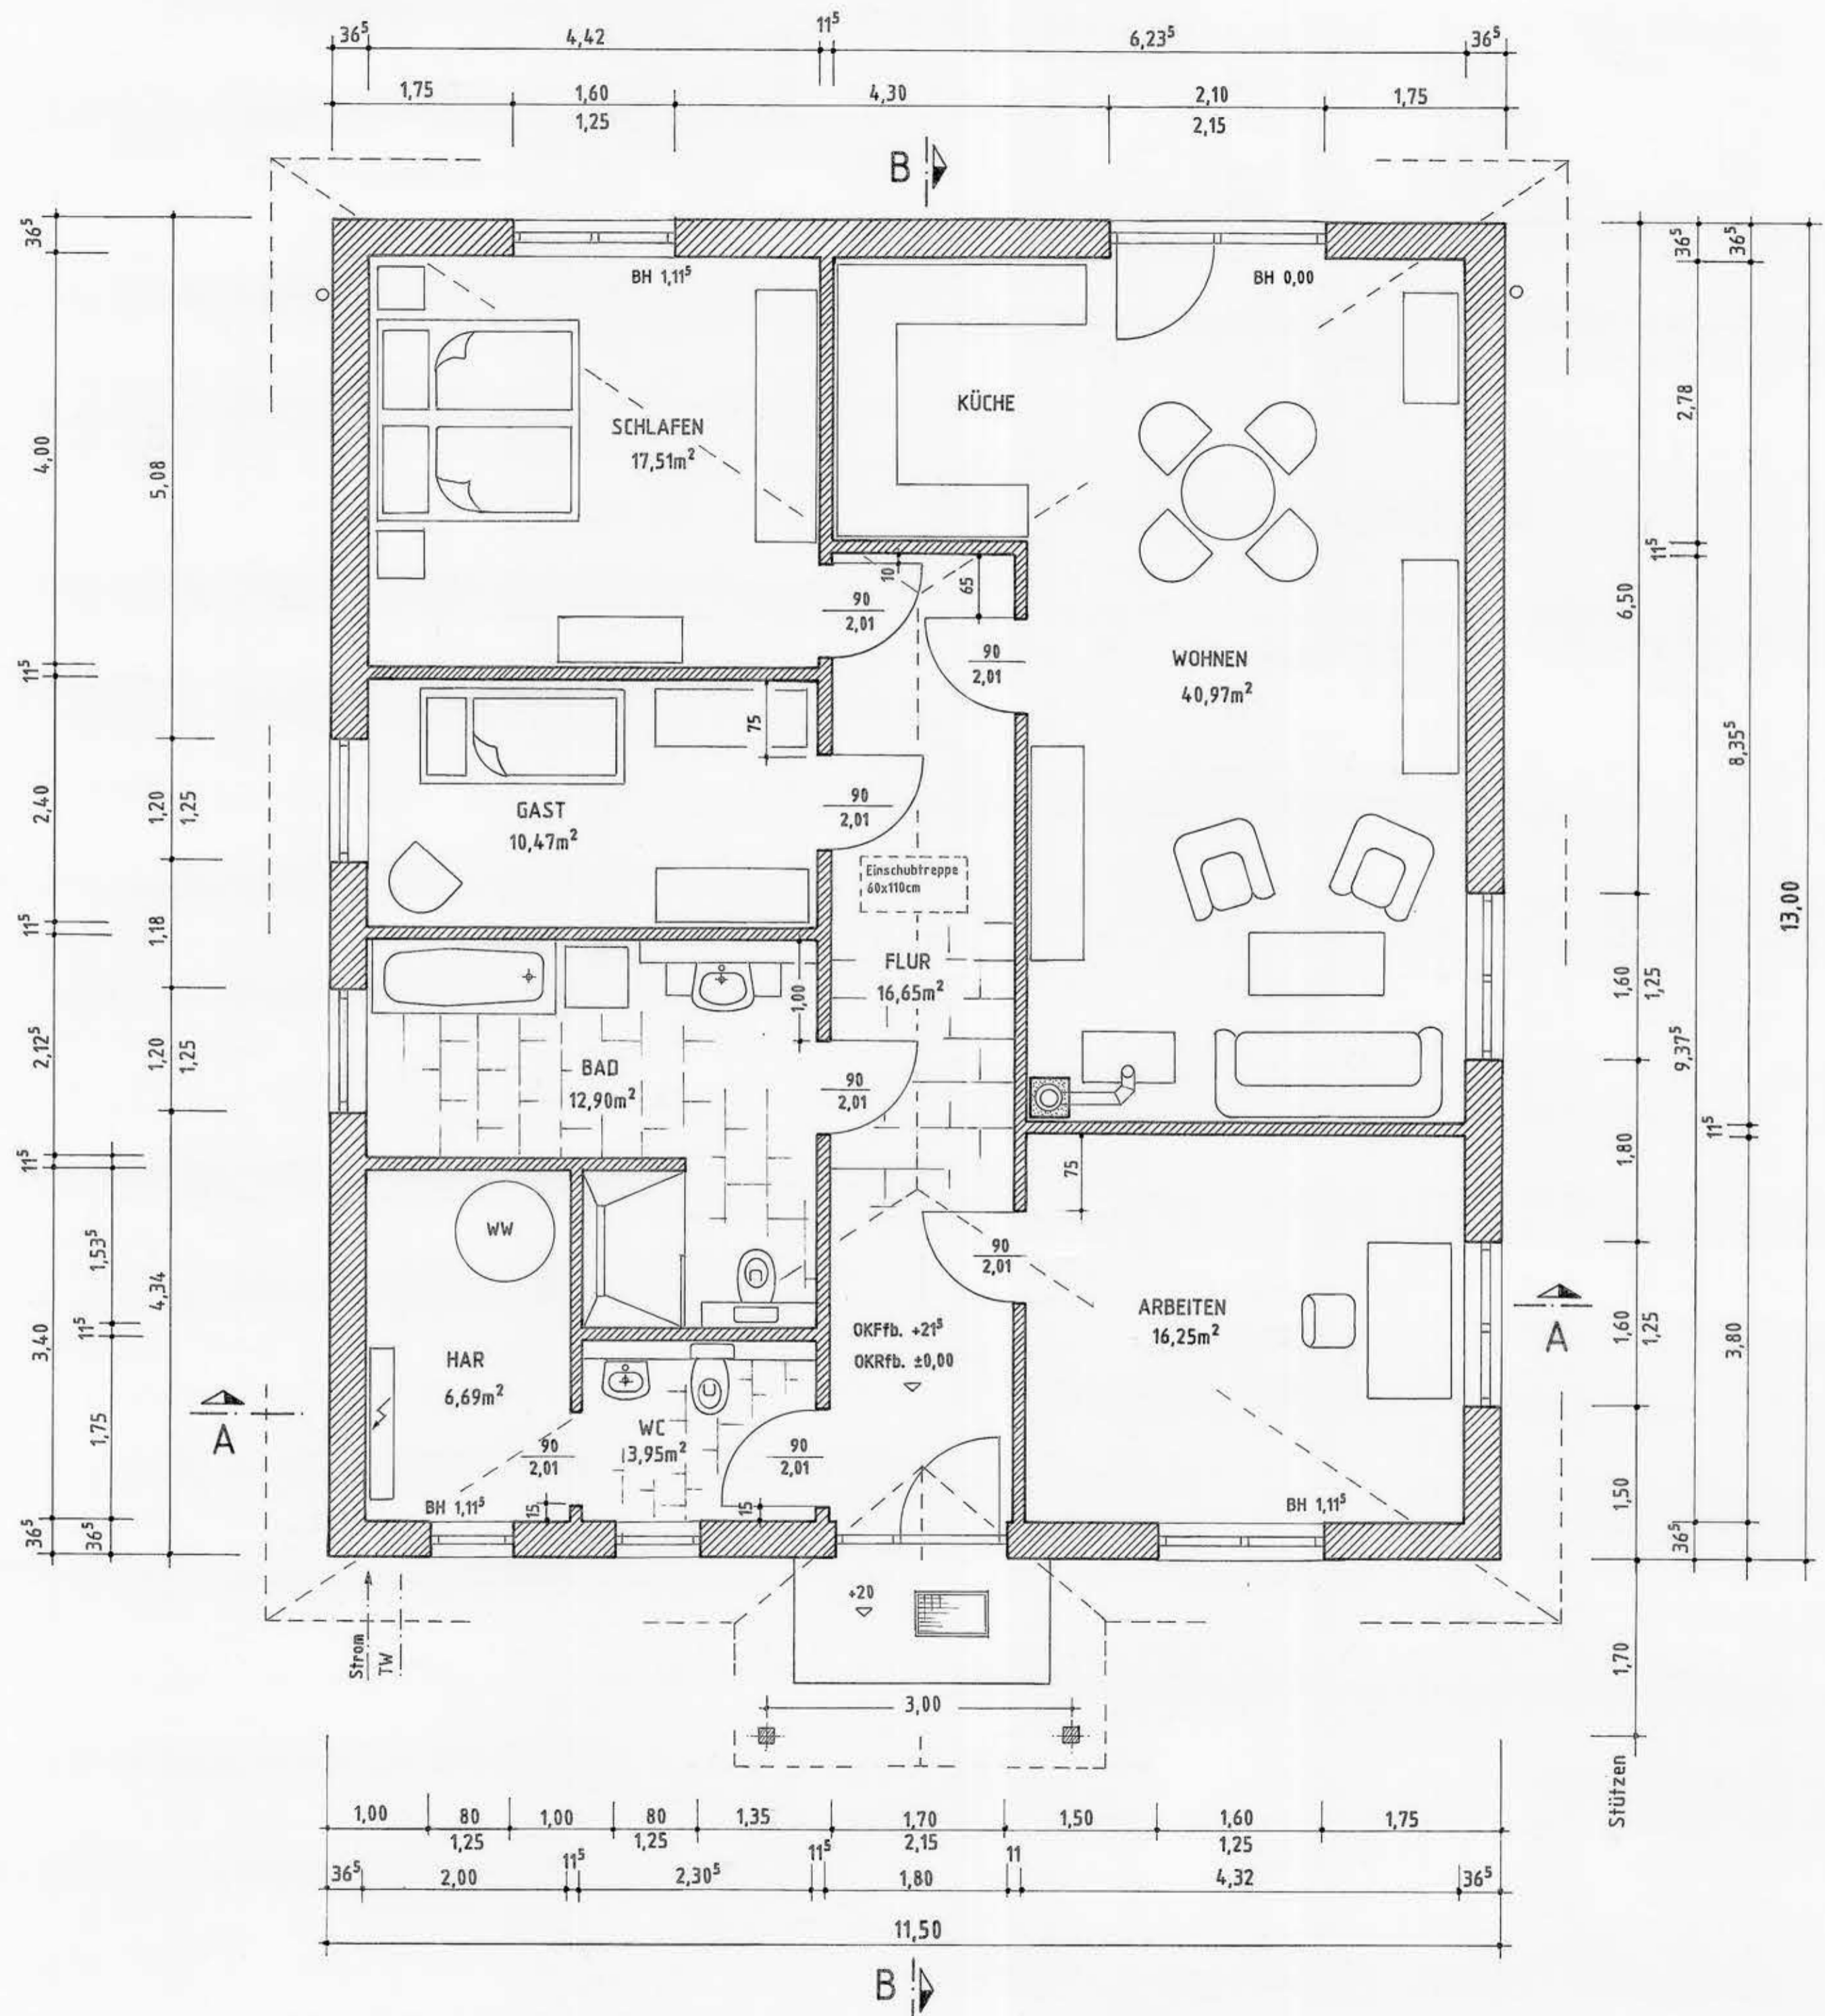 36⁵ 4,42 11⁵ 6,23⁵ 36⁵
1,75 1,60 4,30 2,10 1,75
1,25 2,15
B
36⁵
4,00
11⁵
2,40
11⁵
2,12⁵
11⁵
3,40
36⁵
1,53⁵
11⁵
1,75
36⁵
5,08
1,20
1,25
1,18
1,20
1,25
4,34
BH 1,11⁵
SCHLAFEN
17,51m²
KÜCHE
BH 0,00
10
65
90
2,01
90
2,01
WOHNEN
40,97m²
75
GAST
10,47m²
90
2,01
Einschubtreppe
60x110cm
FLUR
16,65m²
1,00
BAD
12,90m²
90
2,01
75
WW
90
2,01
ARBEITEN
16,25m²
OKFfb. +21⁵
OKRfb. ±0,00
HAR
6,69m²
WC
3,95m²
90
2,01
90
2,01
BH 1,11⁵
15
15
BH 1,11⁵
A
A
6,50
1,60
1,25
1,80
1,60
1,25
1,50
1,70
Stützen
36⁵
2,78
11⁵
9,37⁵
36⁵
36⁵
8,35⁵
11⁵
3,80
13,00
Strom
TW
+20
3,00
1,00 80 1,00 80 1,35 1,70 1,50 1,60 1,75
1,25 1,25 2,15 1,25
36⁵ 2,00 11⁵ 2,30⁵ 11⁵ 1,80 11 4,32 36⁵
11,50
B